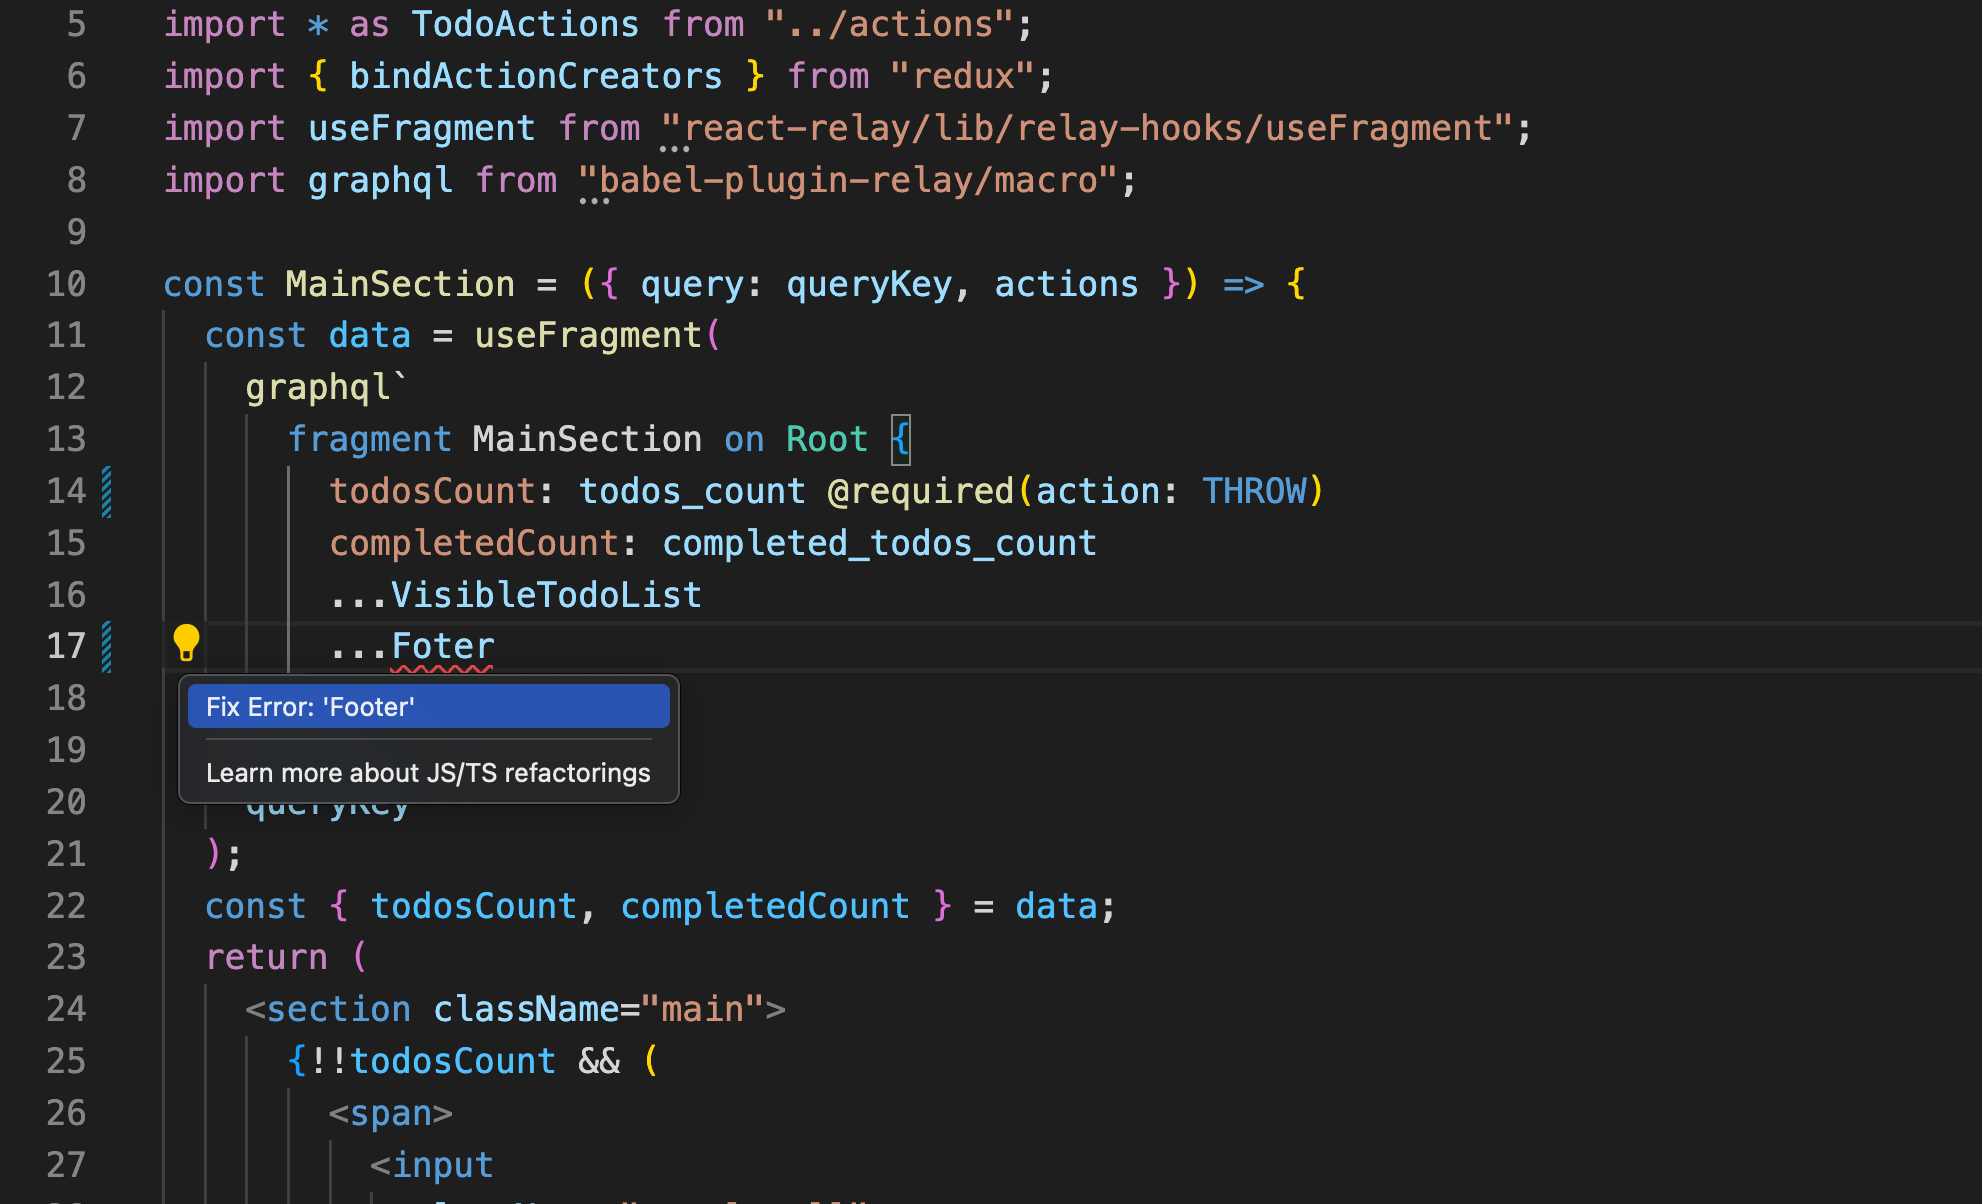 5 import * as TodoActions from "../actions";
6 import { bindActionCreators } from "redux";
7 import useFragment from "react-relay/lib/relay-hooks/useFragment";
8 import graphql from "babel-plugin-relay/macro";
9
10 const MainSection = ({ query: queryKey, actions }) => {
11 const data = useFragment(
12 graphql`
13 fragment MainSection on Root {
14 todosCount: todos_count @required(action: THROW)
15 completedCount: completed_todos_count
16 ...VisibleTodoList
17 ...Foter
18 Fix Error: 'Footer'
19 Learn more about JS/TS refactorings
20 queryKey
21 );
22 const { todosCount, completedCount } = data;
23 return (
24 <section className="main">
25 {!!todosCount && (
26 <span>
27 <input